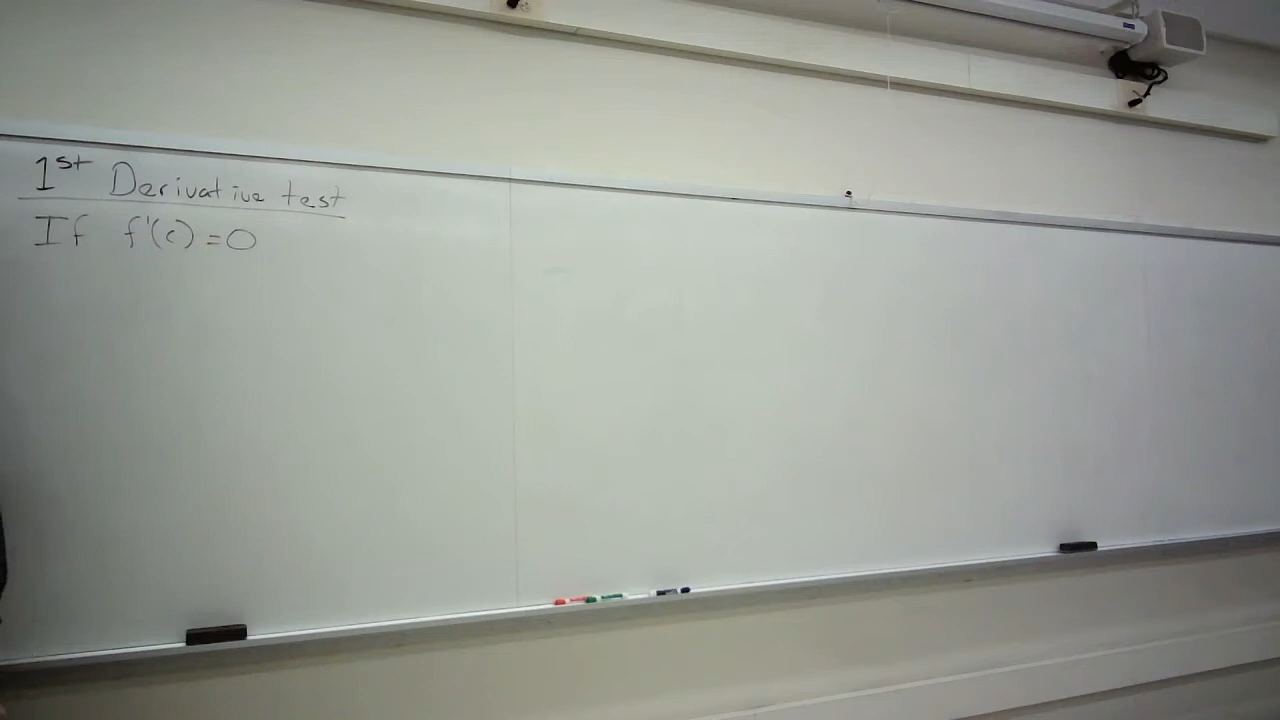 1st Derivative test
If f'(c) = 0